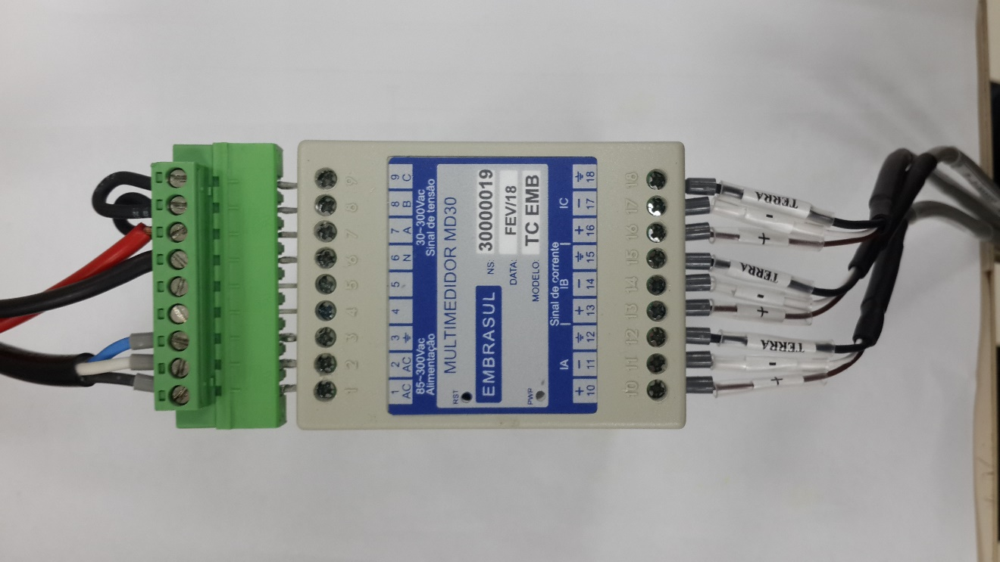 1 2 3 4 5 6 7 8 9
1 2 3 4 5 6 7 8 9
AC AC N A B C
85~300Vac 30~300Vac
Alimentação Sinal de tensão
MULTIMEDIDOR MD30
RST
EMBRASUL
NS: 30000019
DATA: FEV/18
MODELO: TC EMB
PWR
Sinal de corrente
IA IB IC
+ - + - + -
10 11 12 13 14 15 16 17 18
10 11 12 13 14 15 16 17 18
+ - TERRA + - TERRA + - TERRA